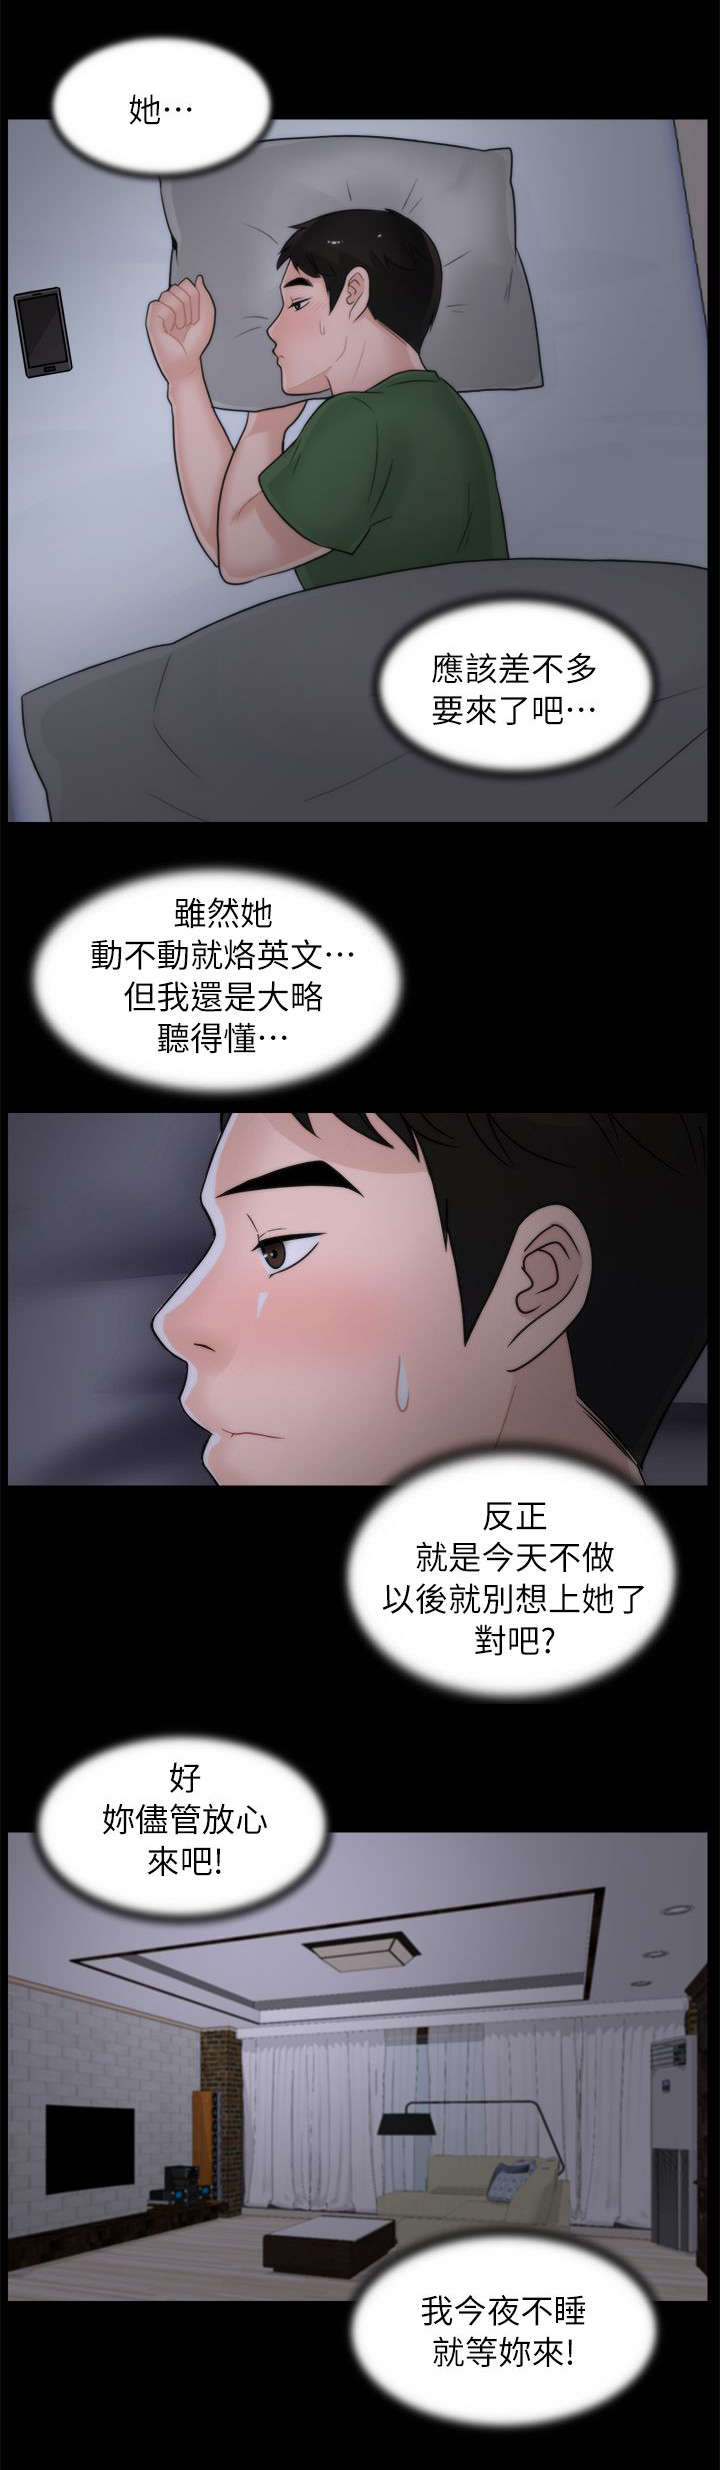 她⋯
應該差不多
要來了吧⋯
雖然她
動不動就烙英文⋯
但我還是大略
聽得懂⋯
反正
就是今天不做
以後就別想上她了
對吧?
好
妳儘管放心
來吧!
我今夜不睡
就等妳來!